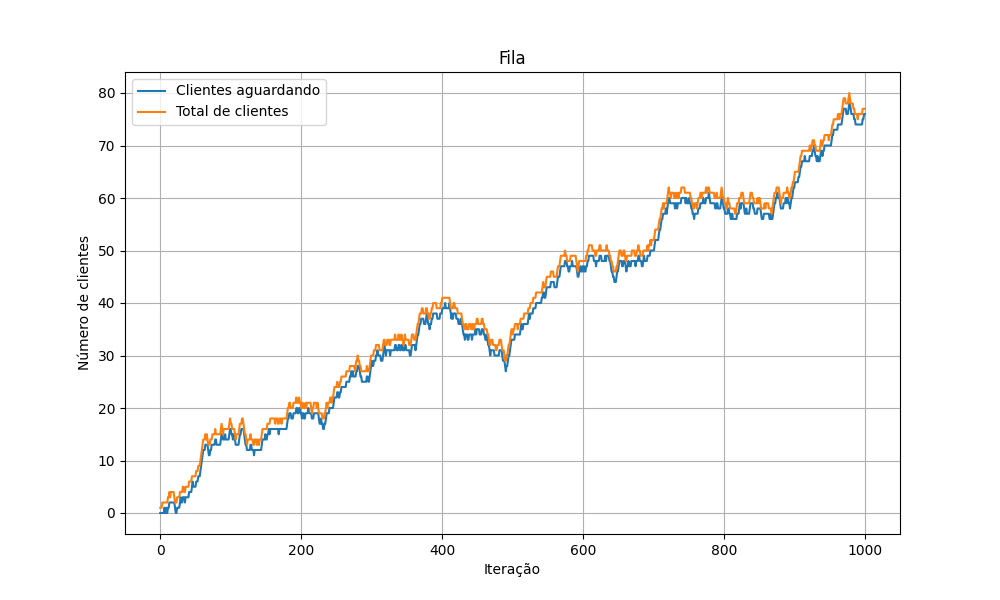 Fila
Clientes aguardando
Total de clientes
Número de clientes
80
70
60
50
40
30
20
10
0
0 200 400 600 800 1000
Iteração